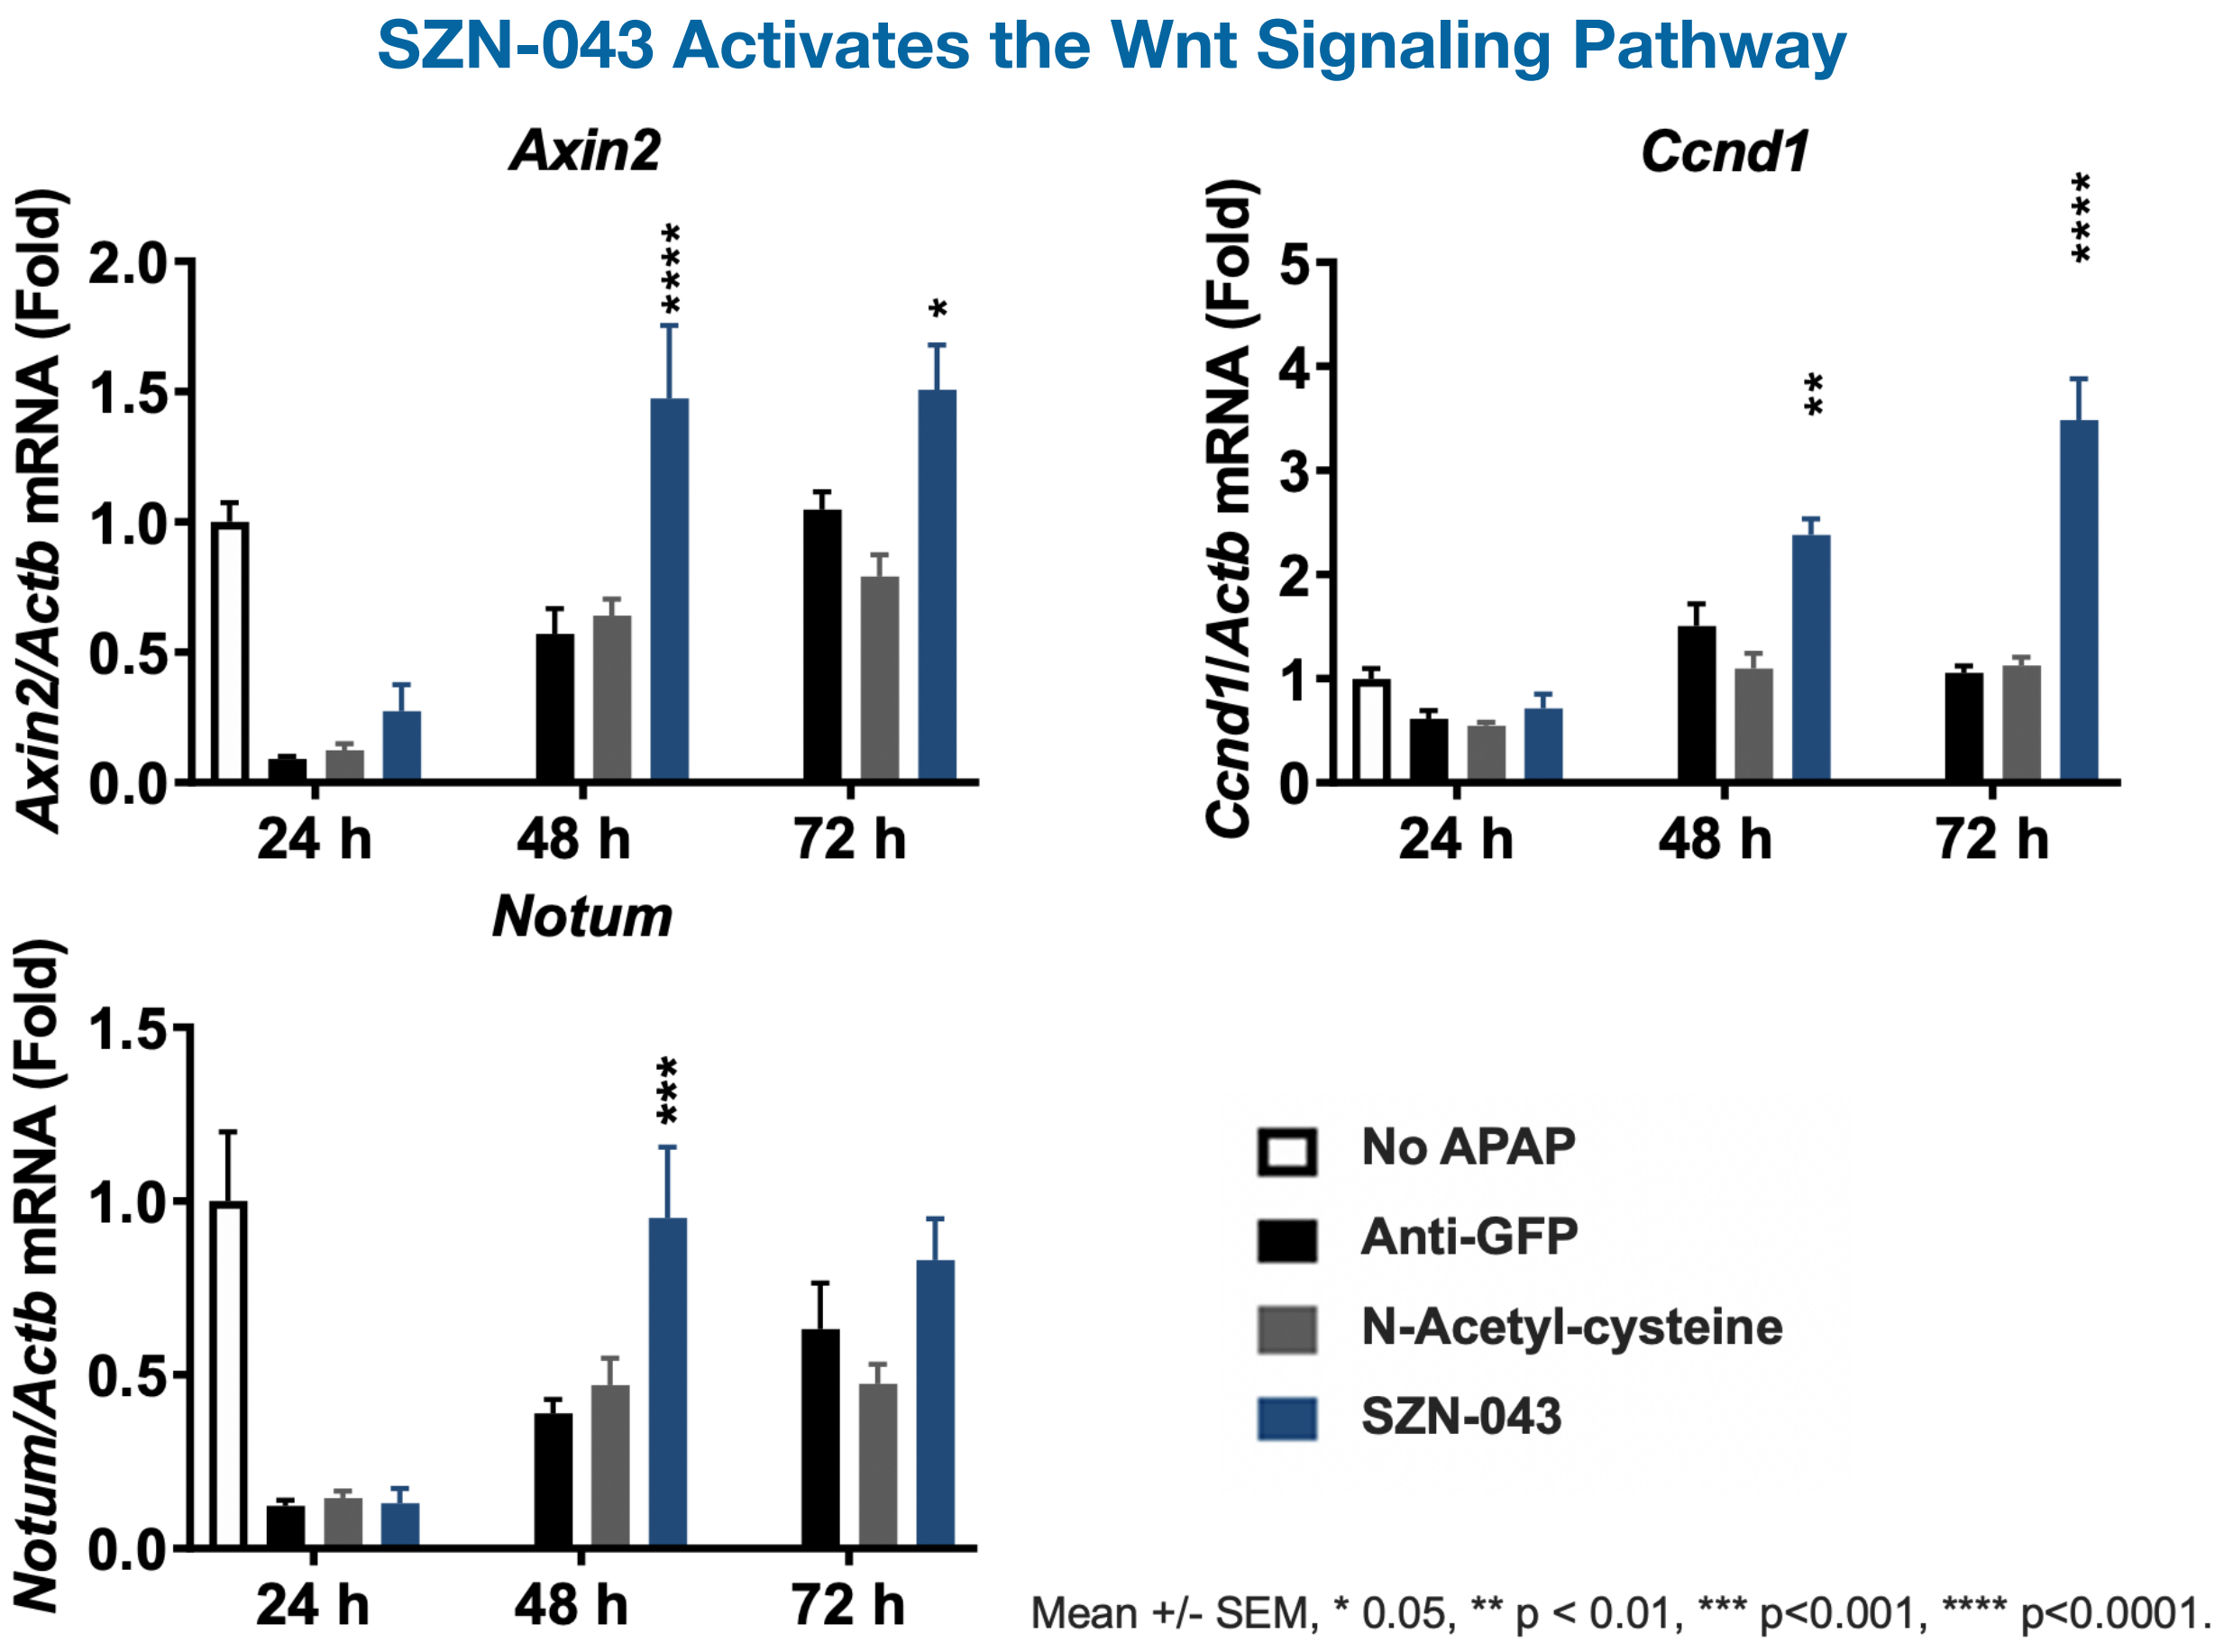 SZN-043 Activates the Wnt Signaling Pathway
Axin2
Axin2/Actb mRNA (Fold)
2.0
1.5
1.0
0.5
0.0
****
*
24 h 48 h 72 h
Ccnd1
Ccnd1/Actb mRNA (Fold)
5
4
3
2
1
0
**
****
24 h 48 h 72 h
Notum
Notum/Actb mRNA (Fold)
1.5
1.0
0.5
0.0
***
24 h 48 h 72 h
No APAP
Anti-GFP
N-Acetyl-cysteine
SZN-043
Mean +/- SEM, * 0.05, ** p < 0.01, *** p<0.001, **** p<0.0001.